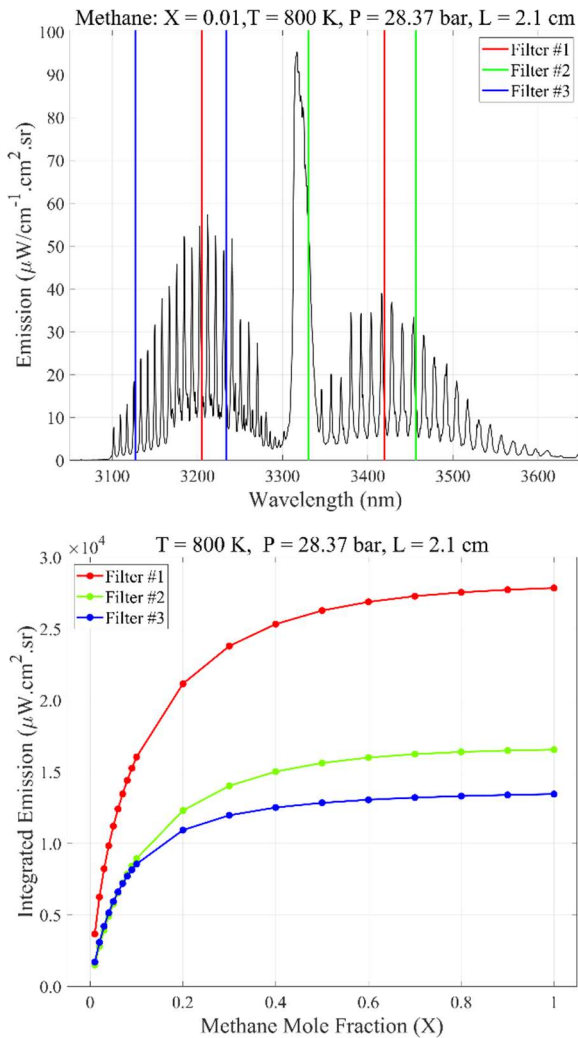 Methane: X = 0.01,T = 800 K, P = 28.37 bar, L = 2.1 cm
100
90
80
70
60
50
40
30
20
10
0
Emission (μW/cm⁻¹.cm².sr)
Filter #1
Filter #2
Filter #3
3100 3200 3300 3400 3500 3600
Wavelength (nm)
T = 800 K, P = 28.37 bar, L = 2.1 cm
×10⁴
3.0
2.5
2.0
1.5
1.0
0.5
0.0
Integrated Emission (μW.cm².sr)
Filter #1
Filter #2
Filter #3
0 0.2 0.4 0.6 0.8 1
Methane Mole Fraction (X)